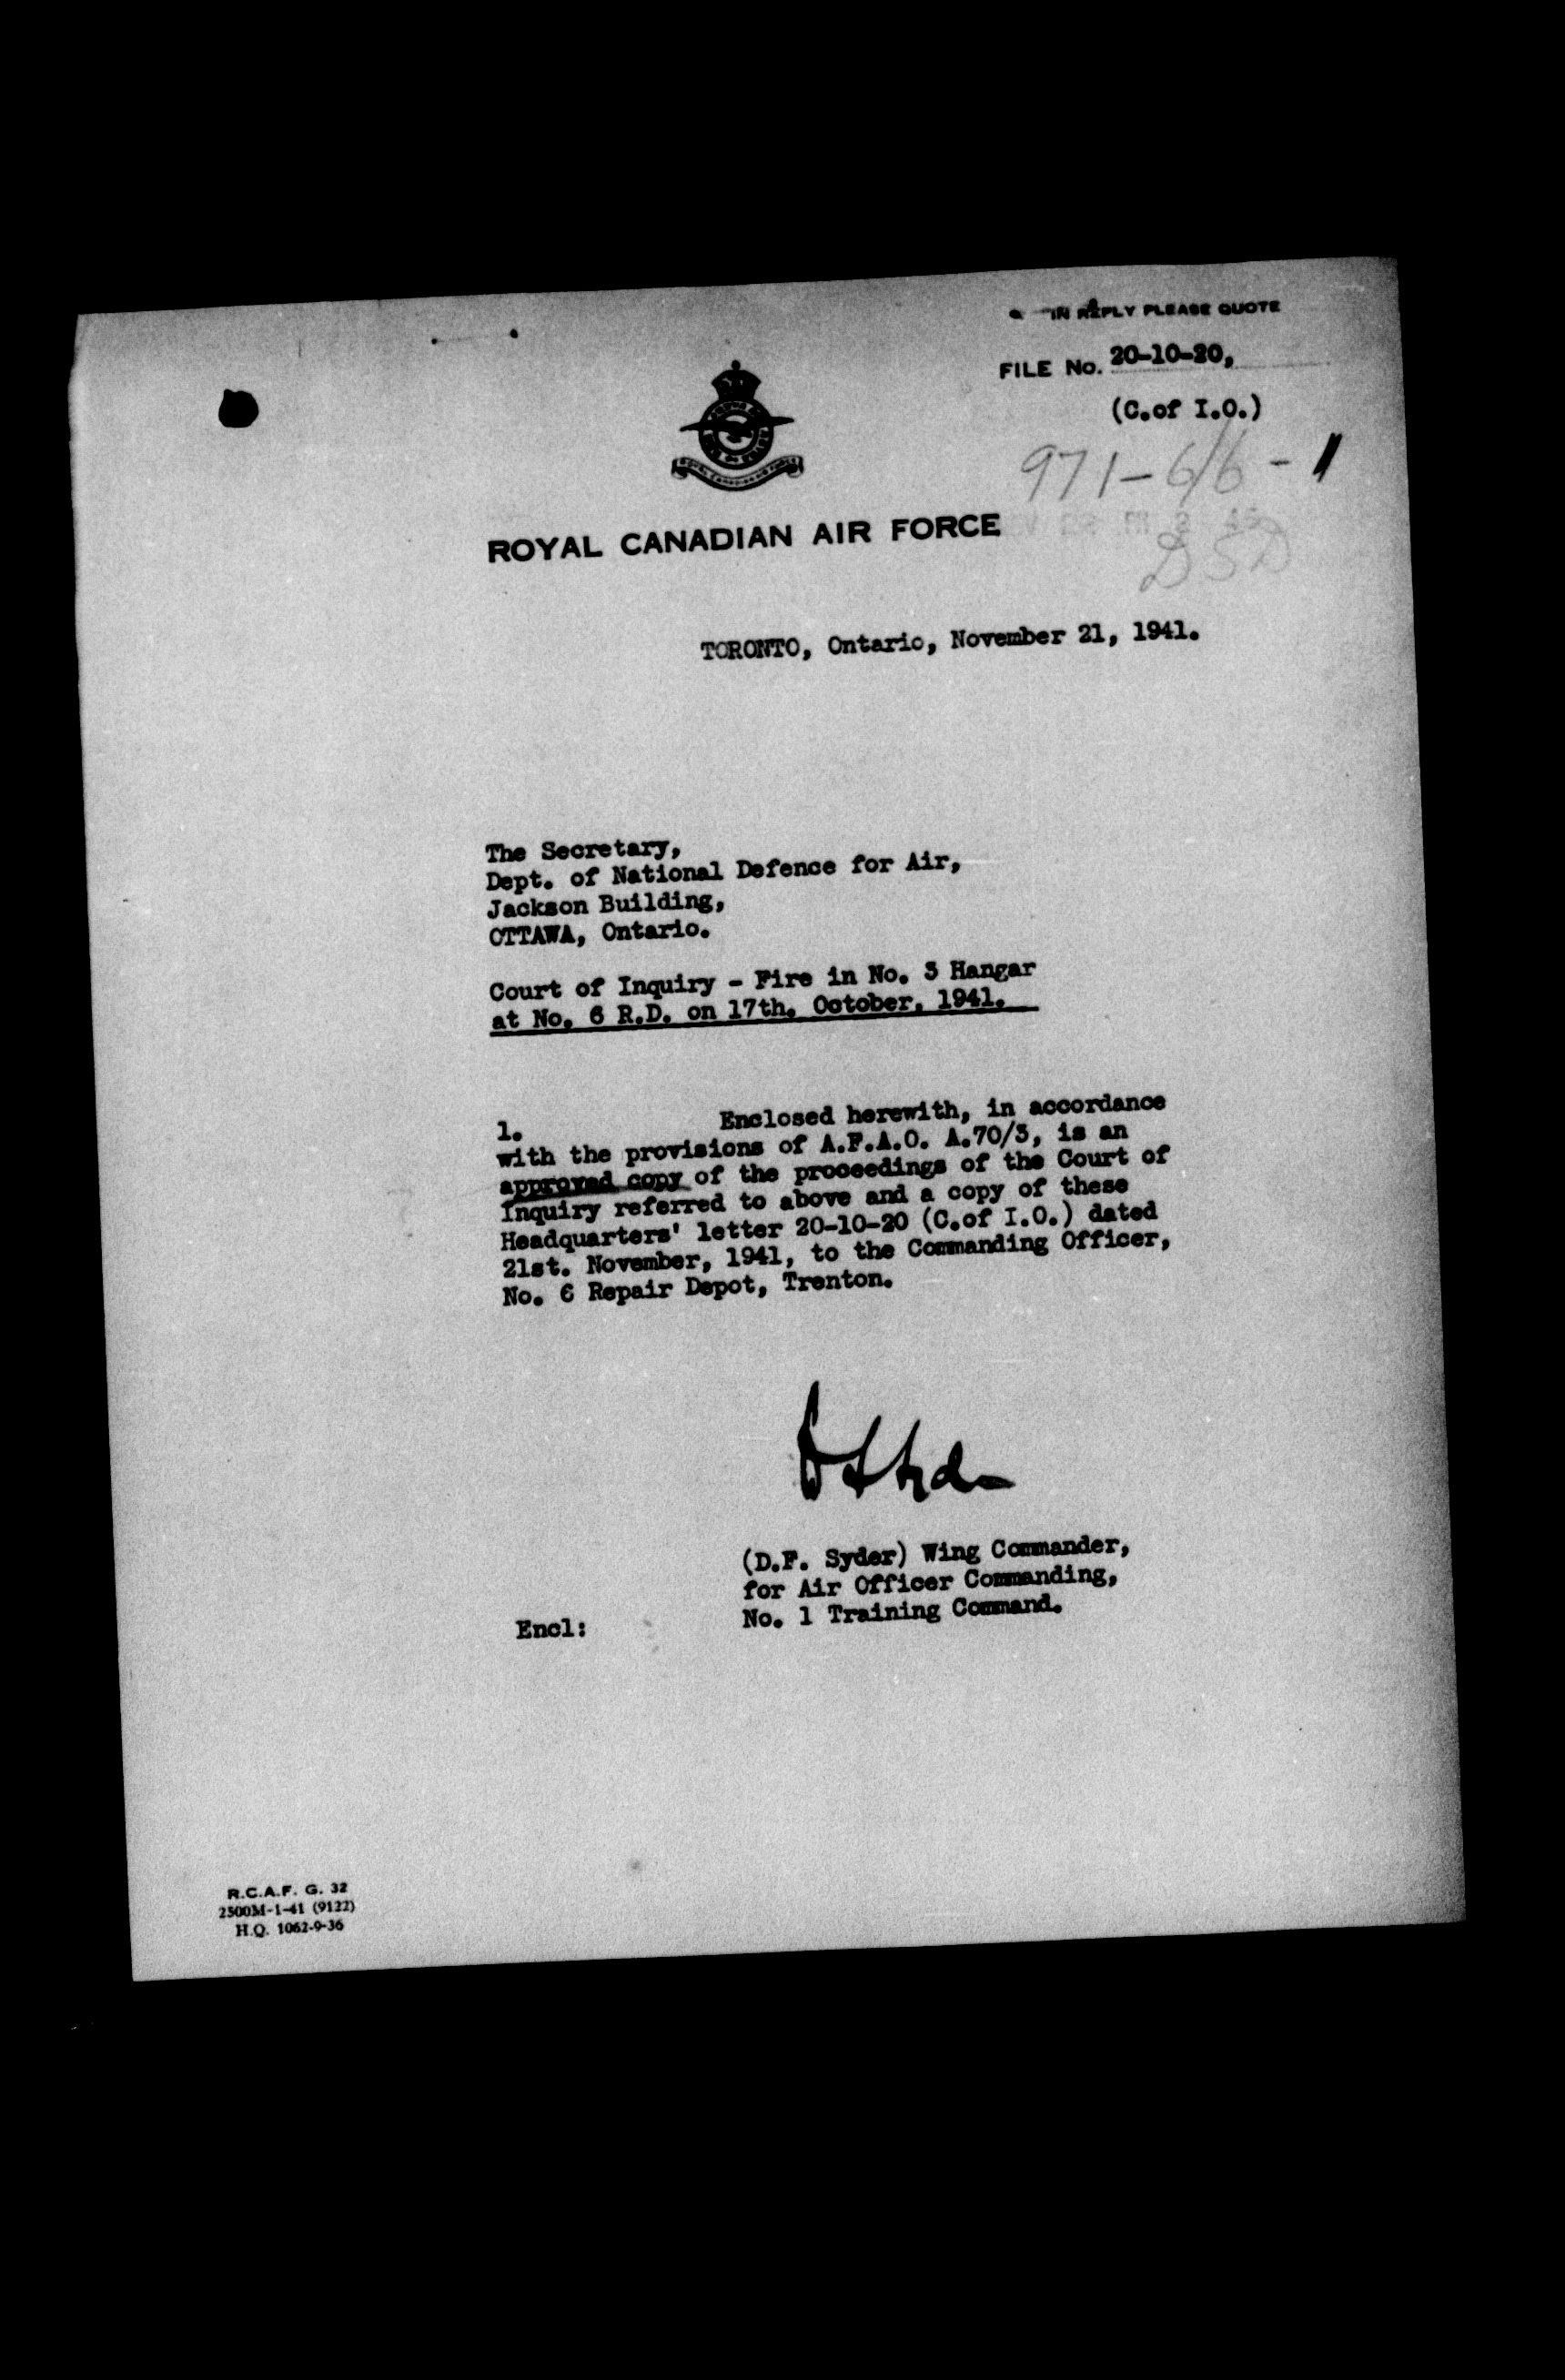 IN REPLY PLEASE QUOTE
FILE No. 20-10-20,
(C.of I.O.)
971-6/6-1
DSD
ROYAL CANADIAN AIR FORCE
TORONTO, Ontario, November 21, 1941.
The Secretary,
Dept. of National Defence for Air,
Jackson Building,
OTTAWA, Ontario.
Court of Inquiry - Fire in No. 3 Hangar
at No. 6 R.D. on 17th. October, 1941.
1. Enclosed herewith, in accordance
with the provisions of A.F.A.O. A.70/3, is an
approved copy of the proceedings of the Court of
Inquiry referred to above and a copy of these
Headquarters' letter 20-10-20 (C.of I.O.) dated
21st. November, 1941, to the Commanding Officer,
No. 6 Repair Depot, Trenton.
(D.F. Syder) Wing Commander,
for Air Officer Commanding,
No. 1 Training Command.
Encl:
R.C.A.F. G. 32
2500M-1-41 (9122)
H.Q. 1062-9-36